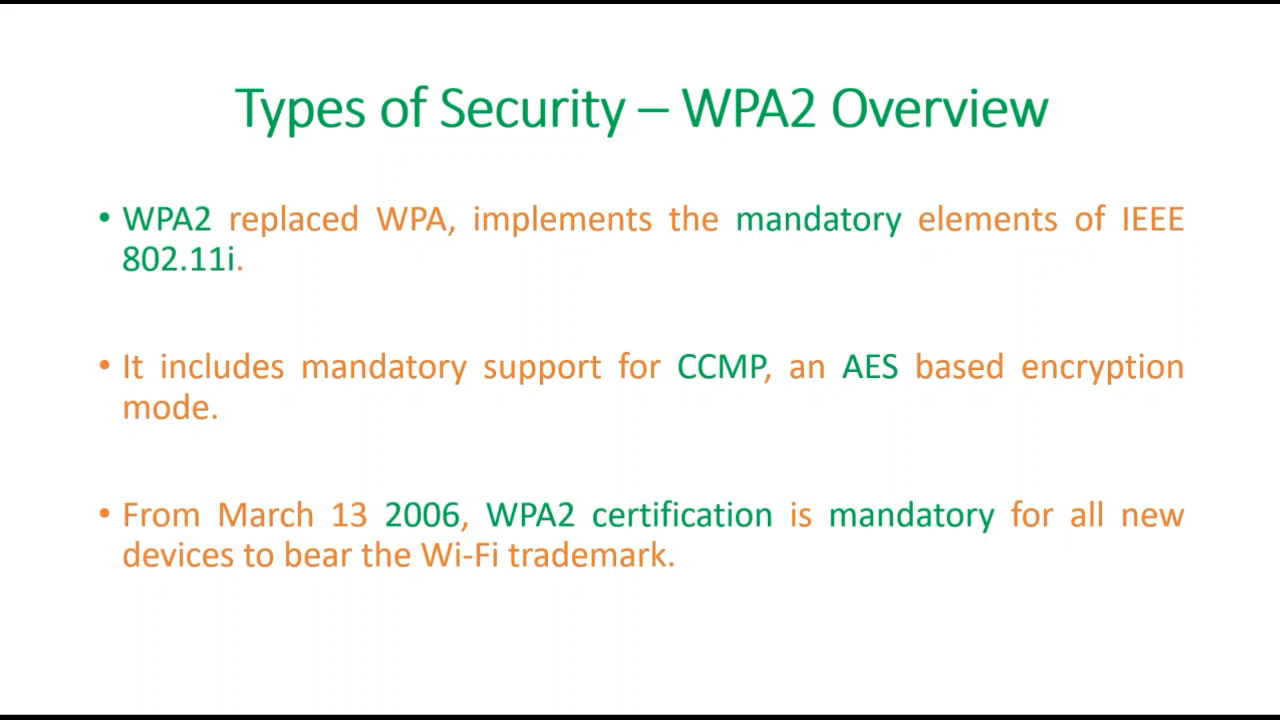 Types of Security – WPA2 Overview
• WPA2 replaced WPA, implements the mandatory elements of IEEE
802.11i.
• It includes mandatory support for CCMP, an AES based encryption
mode.
• From March 13 2006, WPA2 certification is mandatory for all new
devices to bear the Wi-Fi trademark.